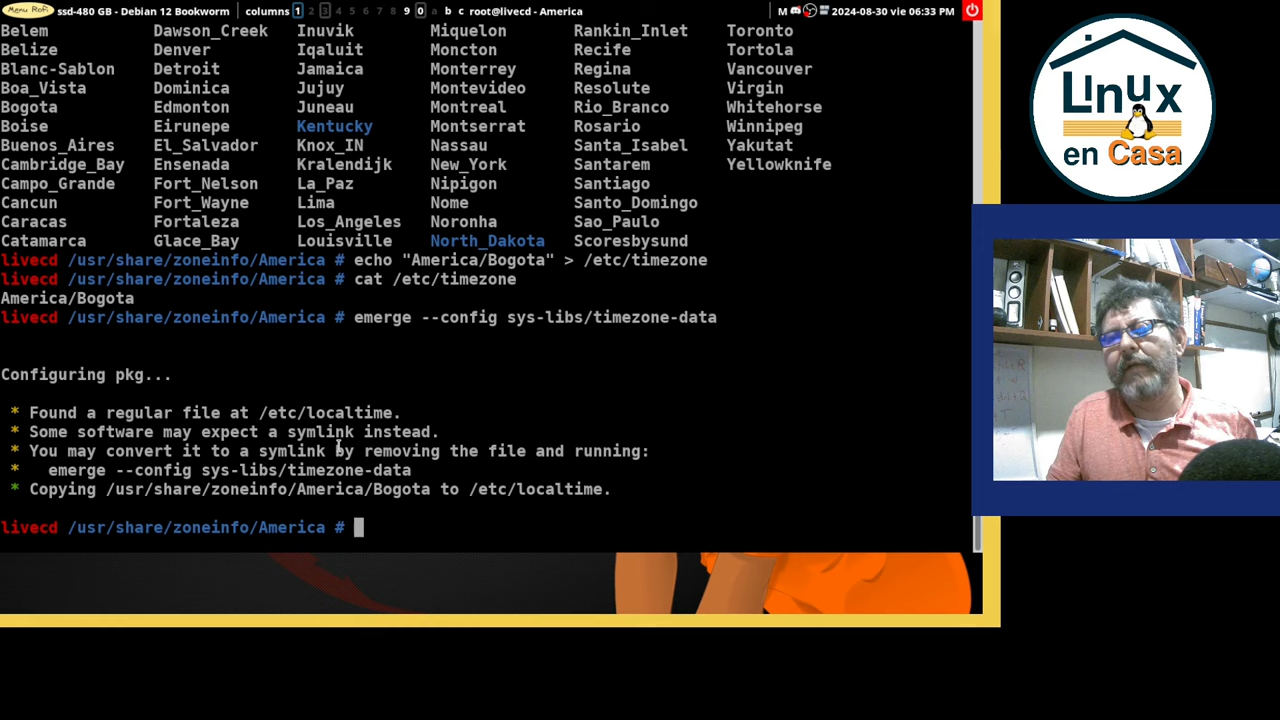 Menu Rofi ssd-480 GB - Debian 12 Bookworm columns 1 2 3 4 5 6 7 8 9 0 a b c root@livecd - America M 2024-08-30 vie 06:33 PM
Belem Dawson_Creek Inuvik Miquelon Rankin_Inlet Toronto
Belize Denver Iqaluit Moncton Recife Tortola
Blanc-Sablon Detroit Jamaica Monterrey Regina Vancouver
Boa_Vista Dominica Jujuy Montevideo Resolute Virgin
Bogota Edmonton Juneau Montreal Rio_Branco Whitehorse
Boise Eirunepe Kentucky Montserrat Rosario Winnipeg
Buenos_Aires El_Salvador Knox_IN Nassau Santa_Isabel Yakutat
Cambridge_Bay Ensenada Kralendijk New_York Santarem Yellowknife
Campo_Grande Fort_Nelson La_Paz Nipigon Santiago
Cancun Fort_Wayne Lima Nome Santo_Domingo
Caracas Fortaleza Los_Angeles Noronha Sao_Paulo
Catamarca Glace_Bay Louisville North_Dakota Scoresbysund
livecd /usr/share/zoneinfo/America # echo "America/Bogota" > /etc/timezone
livecd /usr/share/zoneinfo/America # cat /etc/timezone
America/Bogota
livecd /usr/share/zoneinfo/America # emerge --config sys-libs/timezone-data
Configuring pkg...
* Found a regular file at /etc/localtime.
* Some software may expect a symlink instead.
* You may convert it to a symlink by removing the file and running:
* emerge --config sys-libs/timezone-data
* Copying /usr/share/zoneinfo/America/Bogota to /etc/localtime.
livecd /usr/share/zoneinfo/America #
Linux
en Casa